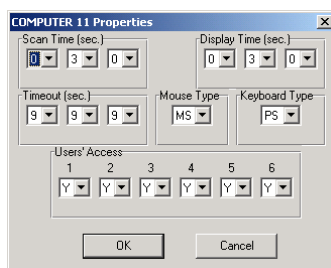 COMPUTER 11 Properties
Scan Time (sec.) Display Time (sec.)
0 3 0 0 3 0
Timeout (sec.) Mouse Type Keyboard Type
9 9 9 MS PS
Users' Access
1 2 3 4 5 6
Y Y Y Y Y Y
OK Cancel